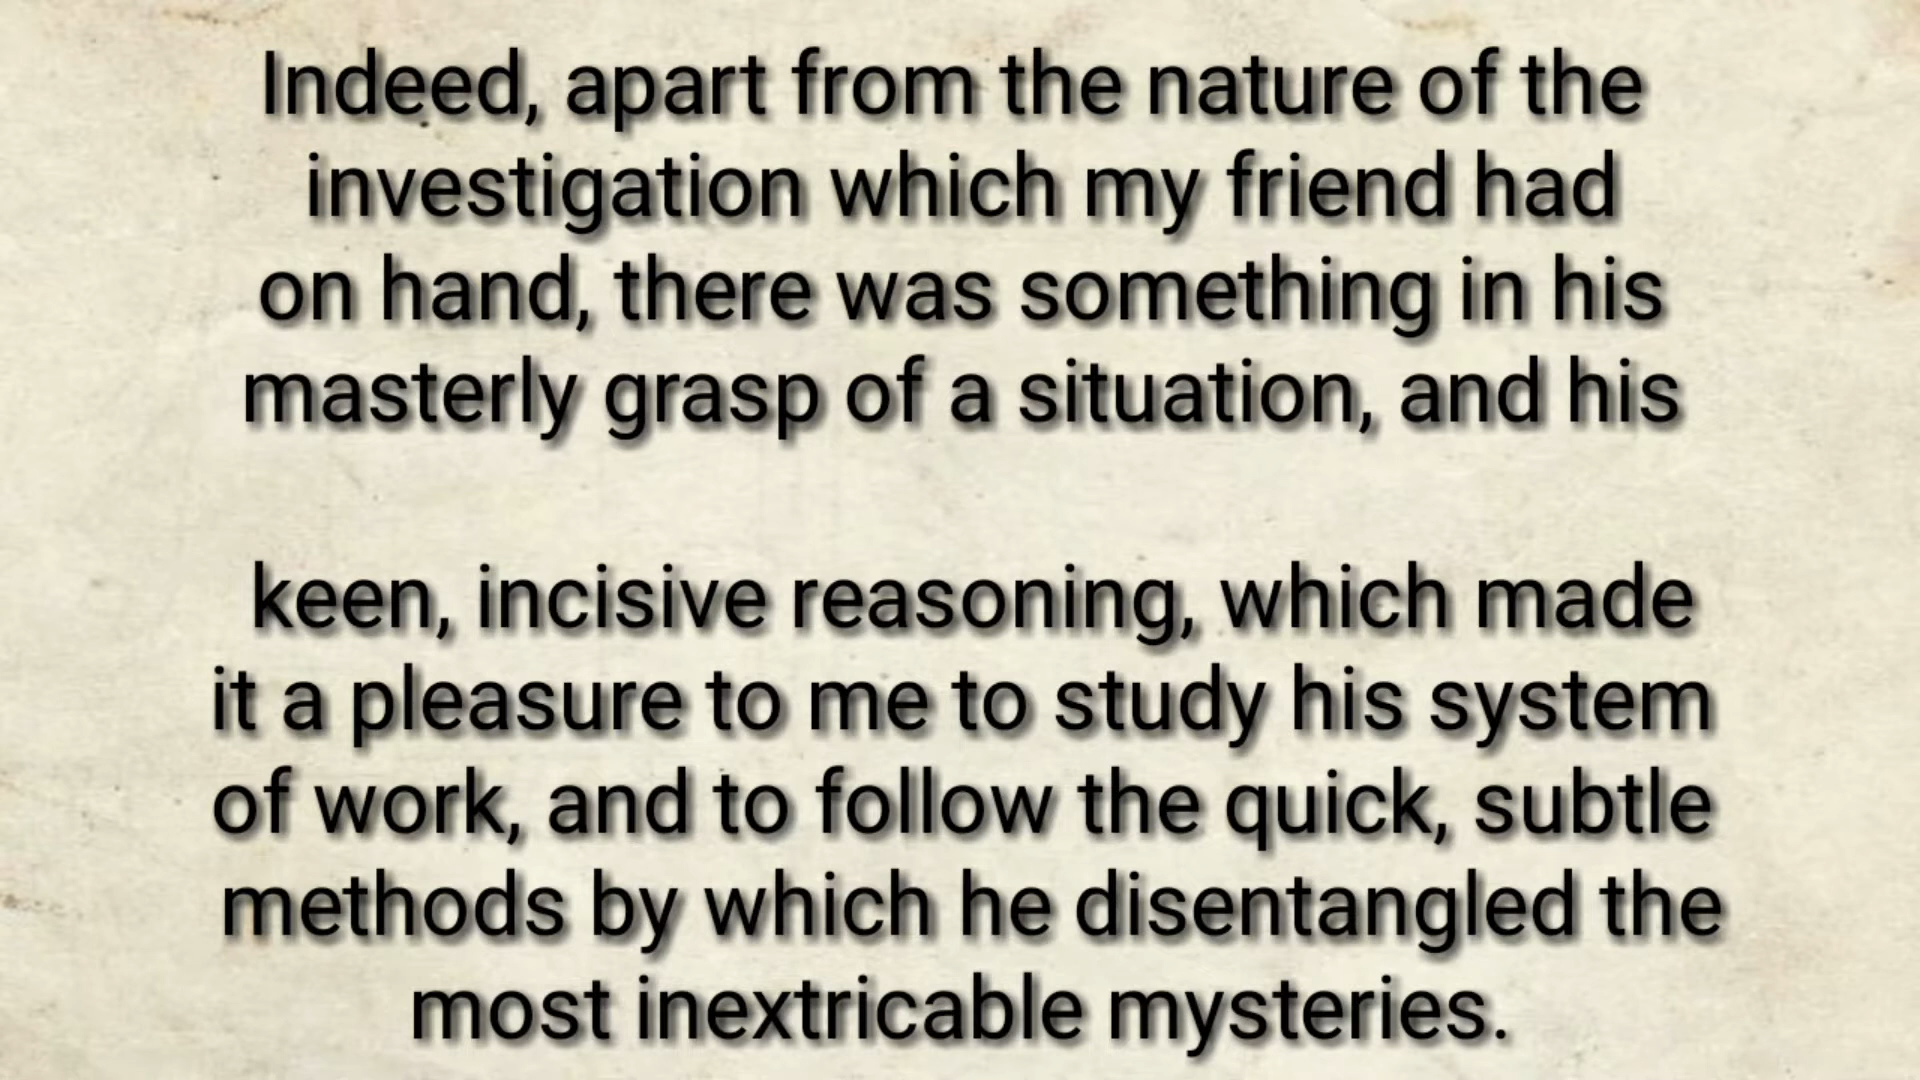 Indeed, apart from the nature of the
investigation which my friend had
on hand, there was something in his
masterly grasp of a situation, and his
keen, incisive reasoning, which made
it a pleasure to me to study his system
of work, and to follow the quick, subtle
methods by which he disentangled the
most inextricable mysteries.